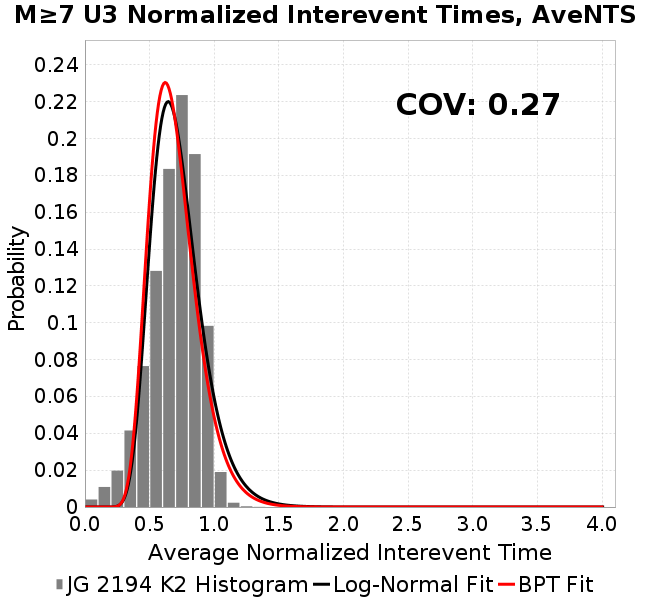 M≥7 U3 Normalized Interevent Times, AveNTS
COV: 0.27
Probability
0.24
0.22
0.2
0.18
0.16
0.14
0.12
0.1
0.08
0.06
0.04
0.02
0
0.0 0.5 1.0 1.5 2.0 2.5 3.0 3.5 4.0
Average Normalized Interevent Time
JG 2194 K2 Histogram Log-Normal Fit BPT Fit